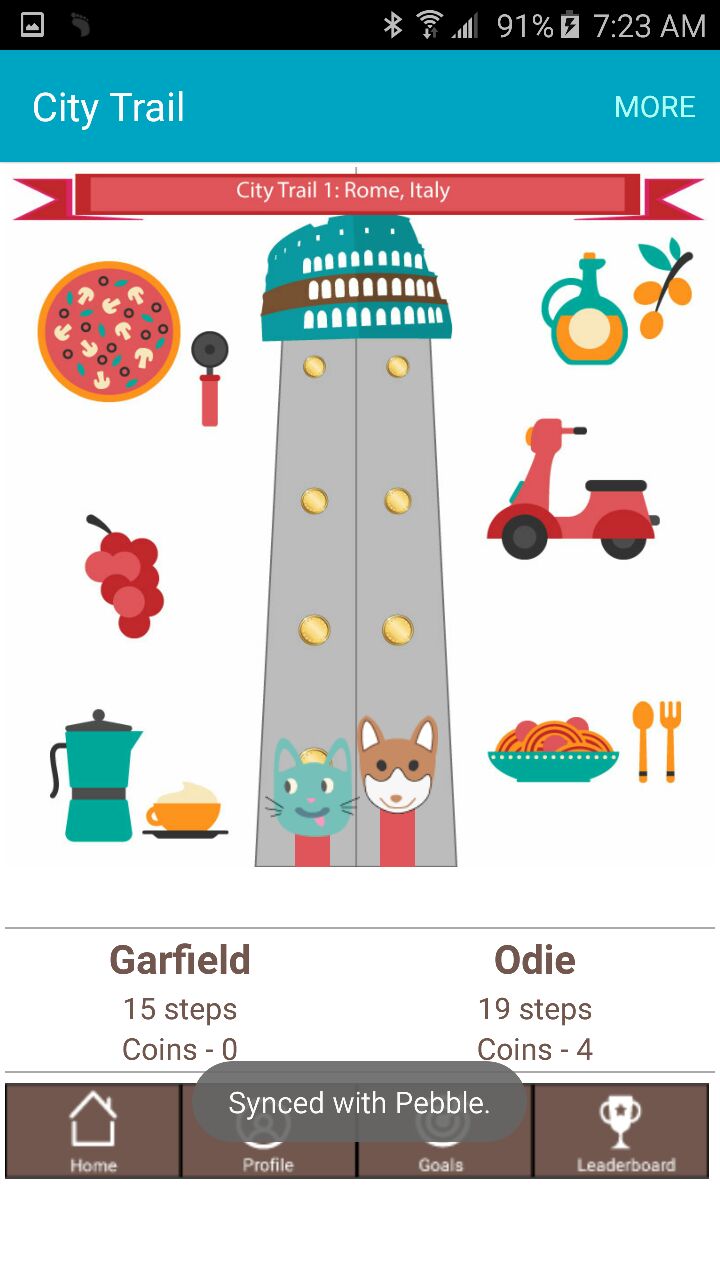 91% 7:23 AM
City Trail MORE
City Trail 1: Rome, Italy
Garfield Odie
15 steps 19 steps
Coins - 0 Coins - 4
Synced with Pebble.
Home Profile Goals Leaderboard